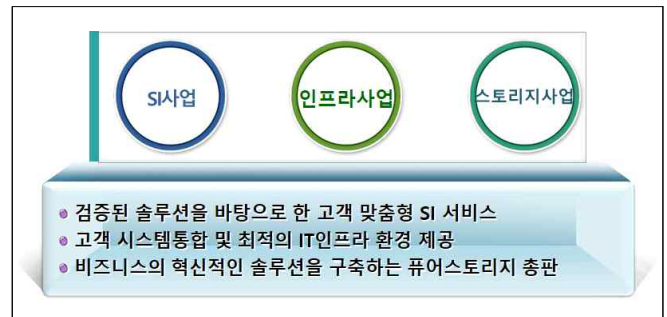 SI사업 인프라사업 스토리지사업
검증된 솔루션을 바탕으로 한 고객 맞춤형 SI 서비스
고객 시스템통합 및 최적의 IT인프라 환경 제공
비즈니스의 혁신적인 솔루션을 구축하는 퓨어스토리지 총판